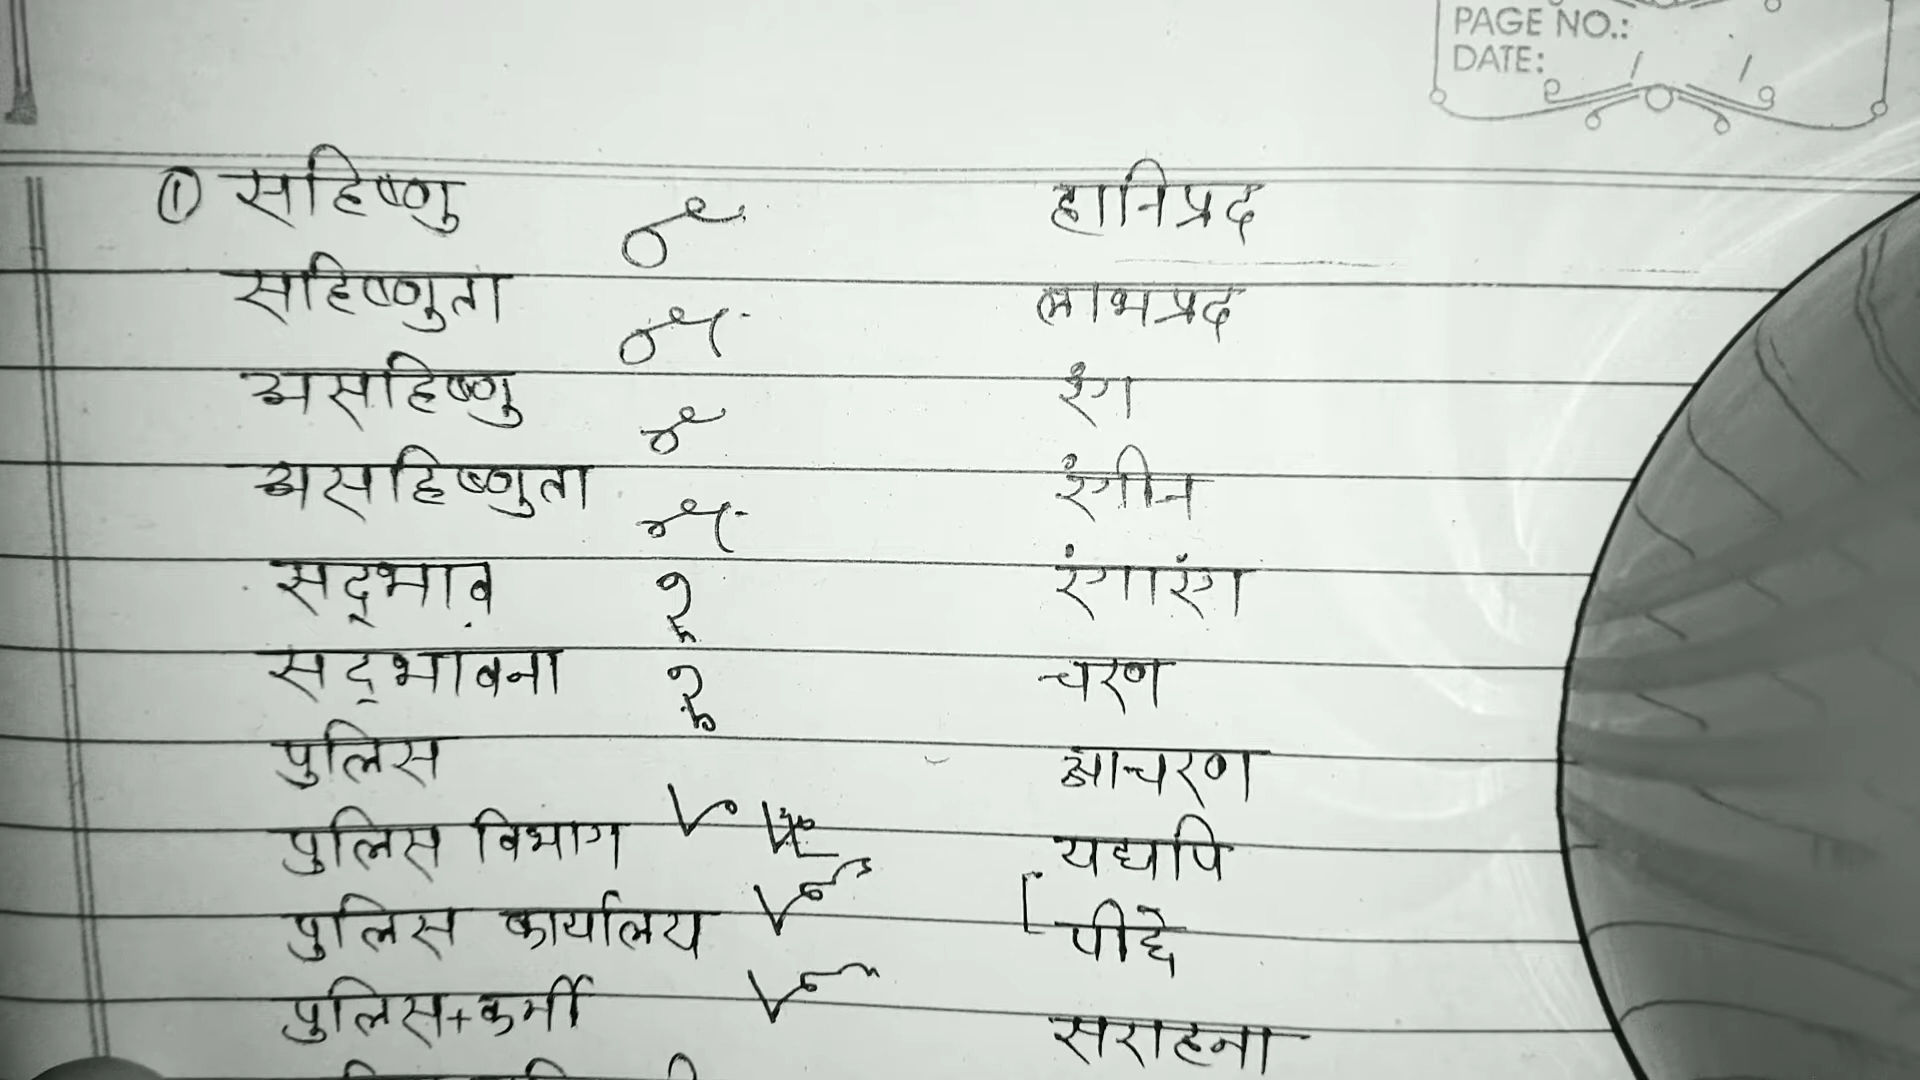 PAGE NO.:
DATE: / /
① सहिष्णु
सहिष्णुता
असहिष्णु
असहिष्णुता
सद्‌भाव
सद्‌भावना
पुलिस
पुलिस विभाग
पुलिस कार्यालय
पुलिस+कर्मी
हानिप्रद
लाभप्रद
रंग
रंगीन
रंगारंग
चरण
आचरण
यद्यपि
पीछे
सराहना